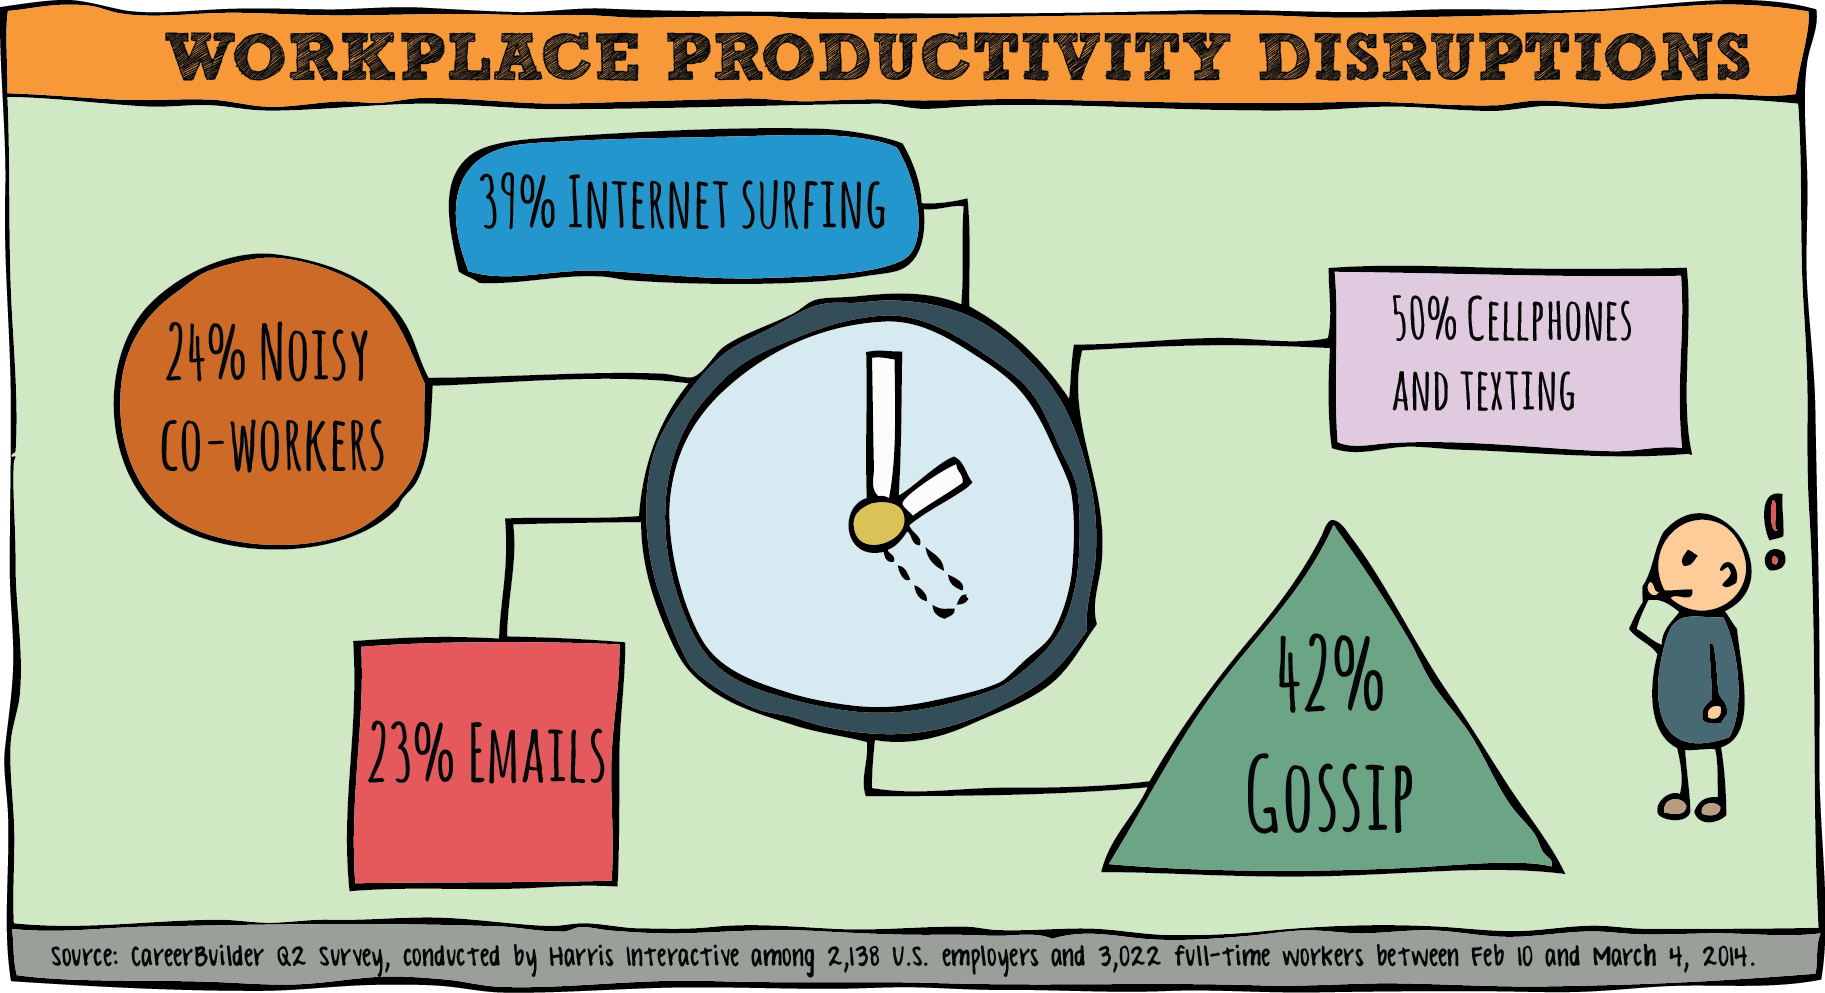 WORKPLACE PRODUCTIVITY DISRUPTIONS
39% INTERNET SURFING
24% NOISY
CO-WORKERS
50% CELLPHONES
AND TEXTING
23% EMAILS
42%
GOSSIP
Source: CareerBuilder Q2 Survey, conducted by Harris Interactive among 2,138 U.S. employers and 3,022 full-time workers between Feb 10 and March 4, 2014.